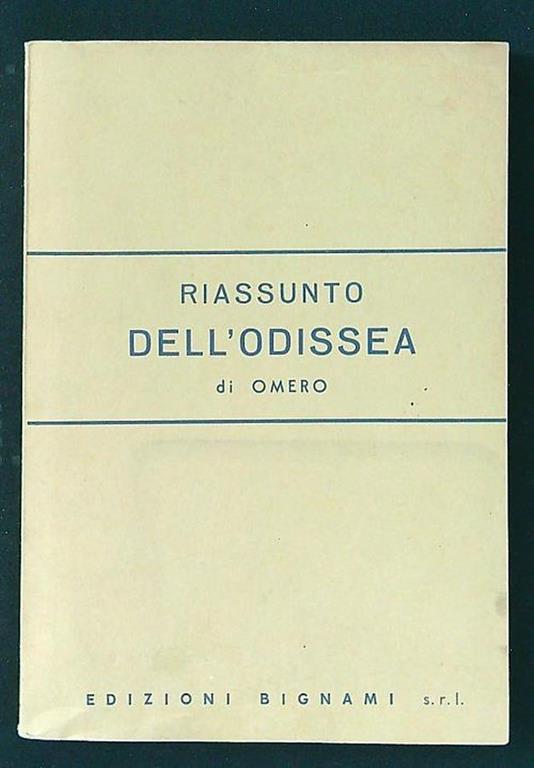 RIASSUNTO
DELL'ODISSEA
di OMERO
EDIZIONI BIGNAMI s.r.l.